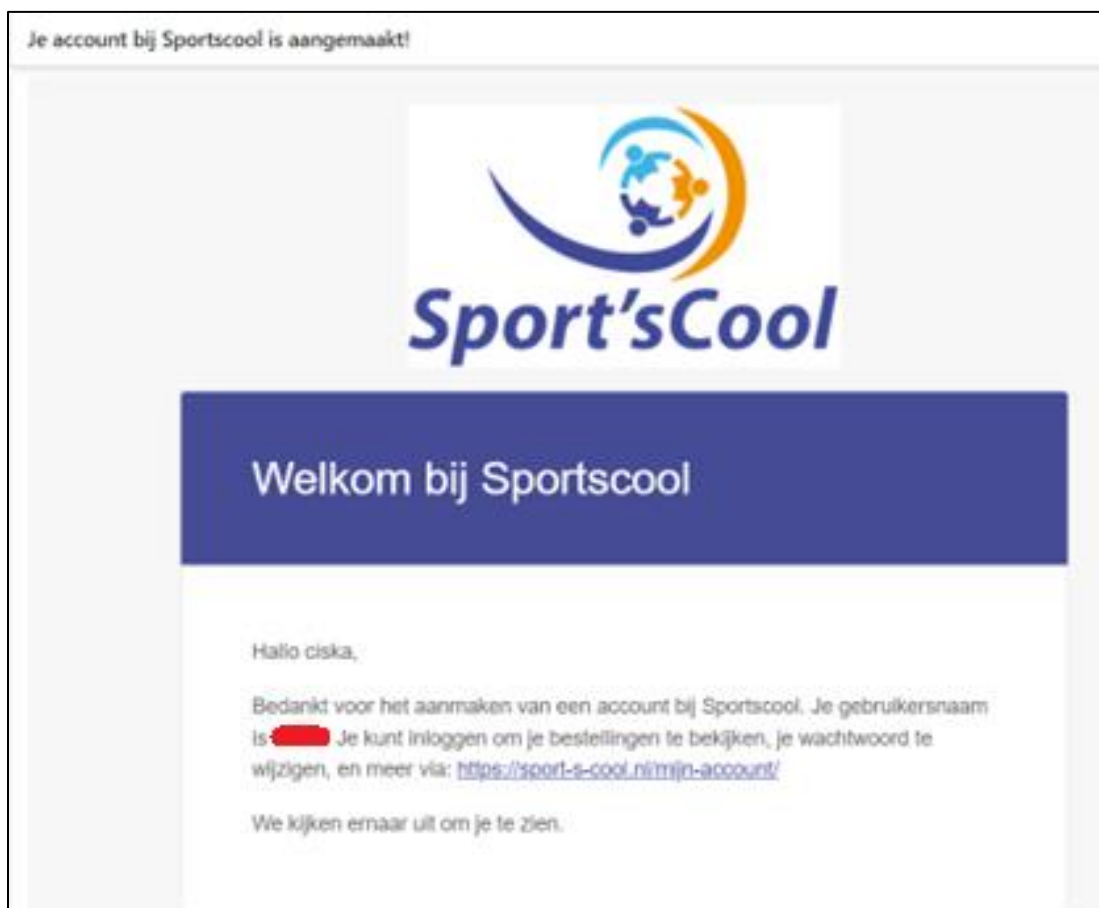 Je account bij Sportscool is aangemaakt!
Sport'sCool
Welkom bij Sportscool
Hallo ciska,
Bedankt voor het aanmaken van een account bij Sportscool. Je gebruikersnaam
is Je kunt inloggen om je bestellingen te bekijken, je wachtwoord te
wijzigen, en meer via: https://sport-s-cool.nl/mijn-account/
We kijken ernaar uit om je te zien.